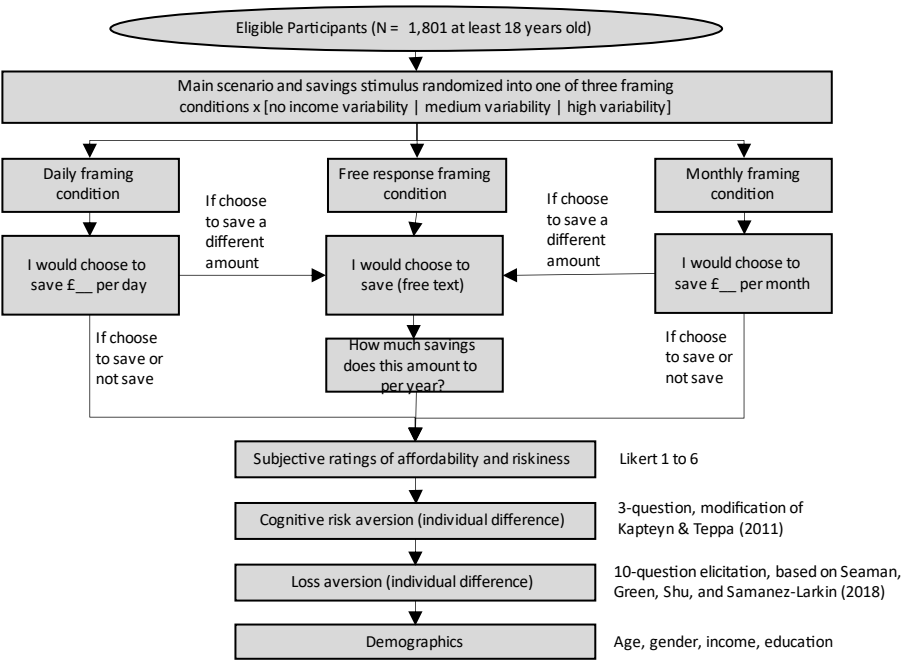 Eligible Participants (N =  1,801 at least 18 years old)
Main scenario and savings stimulus randomized into one of three framing
conditions x [no income variability | medium variability | high variability]
Daily framing
condition
Free response framing
condition
Monthly framing
condition
If choose
to save a
different
amount
If choose
to save a
different
amount
I would choose to
save £__ per day
I would choose to
save (free text)
I would choose to
save £__ per month
If choose
to save or
not save
How much savings
does this amount to
per year?
If choose
to save or
not save
Subjective ratings of affordability and riskiness
Likert 1 to 6
Cognitive risk aversion (individual difference)
3-question, modification of
Kapteyn & Teppa (2011)
Loss aversion (individual difference)
10-question elicitation, based on Seaman,
Green, Shu, and Samanez-Larkin (2018)
Demographics
Age, gender, income, education